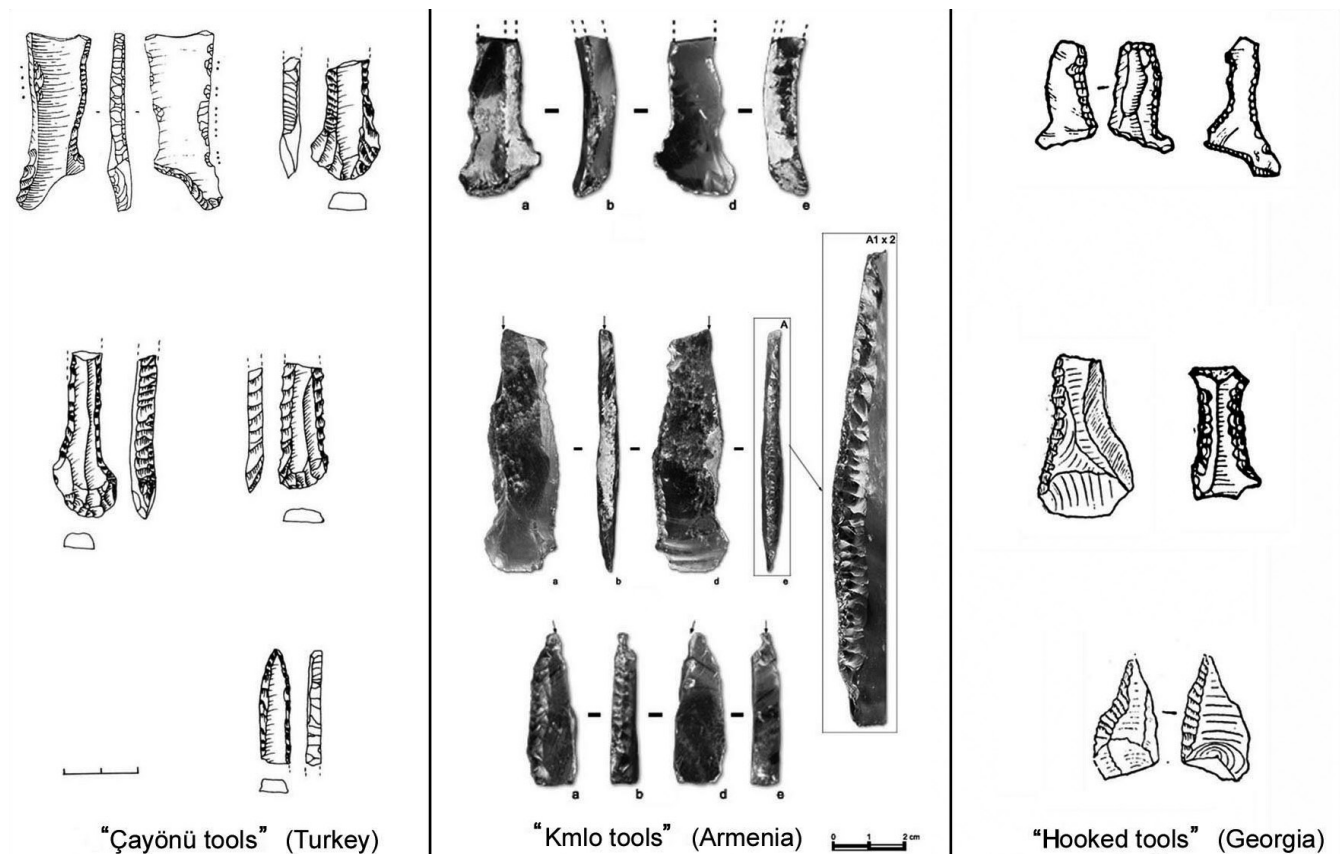 a
b
d
e
A1 x 2
A
a
b
d
e
a
b
d
e
0 1 2 cm
“Çayönü tools” (Turkey)
“Kmlo tools” (Armenia)
“Hooked tools” (Georgia)